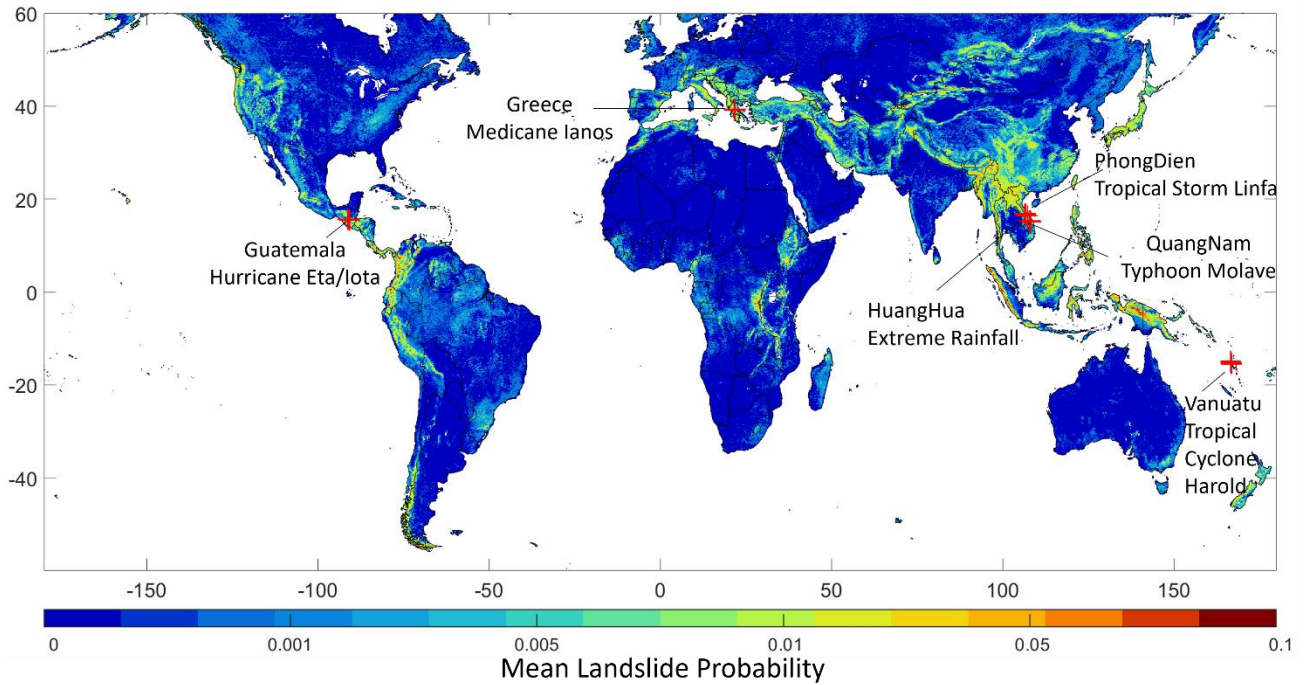 60
40
20
0
-20
-40
Greece
Medicane Ianos
PhongDien
Tropical Storm Linfa
QuangNam
Typhoon Molave
Guatemala
Hurricane Eta/Iota
HuangHua
Extreme Rainfall
Vanuatu
Tropical
Cyclone
Harold
-150 -100 -50 0 50 100 150
0 0.001 0.005 0.01 0.05 0.1
Mean Landslide Probability